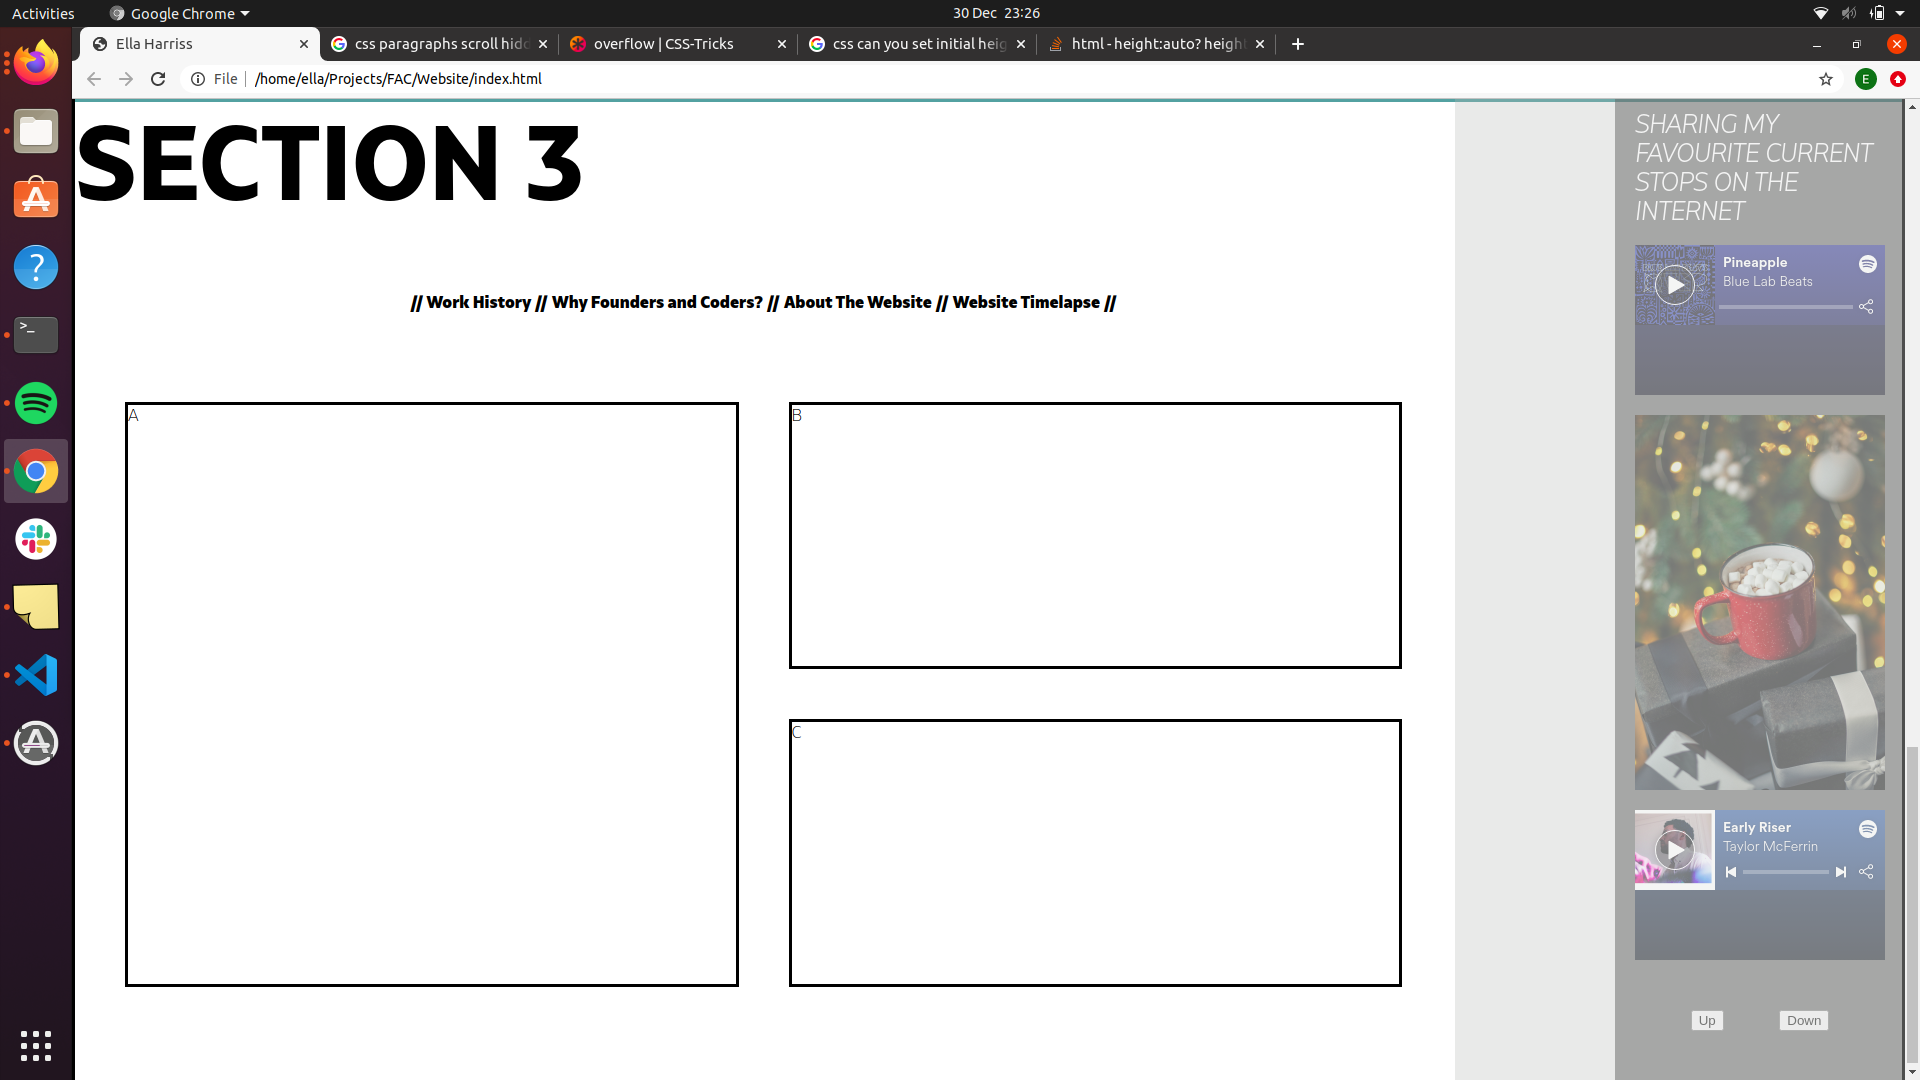 Activities
Google Chrome
30 Dec 23:26
Ella Harriss
css paragraphs scroll hidd
overflow | CSS-Tricks
css can you set initial heig
html - height:auto? height
File
/home/ella/Projects/FAC/Website/index.html
E
SECTION 3
// Work History // Why Founders and Coders? // About The Website // Website Timelapse //
A
B
C
SHARING MY
FAVOURITE CURRENT
STOPS ON THE
INTERNET
Pineapple
Blue Lab Beats
Early Riser
Taylor McFerrin
Up
Down